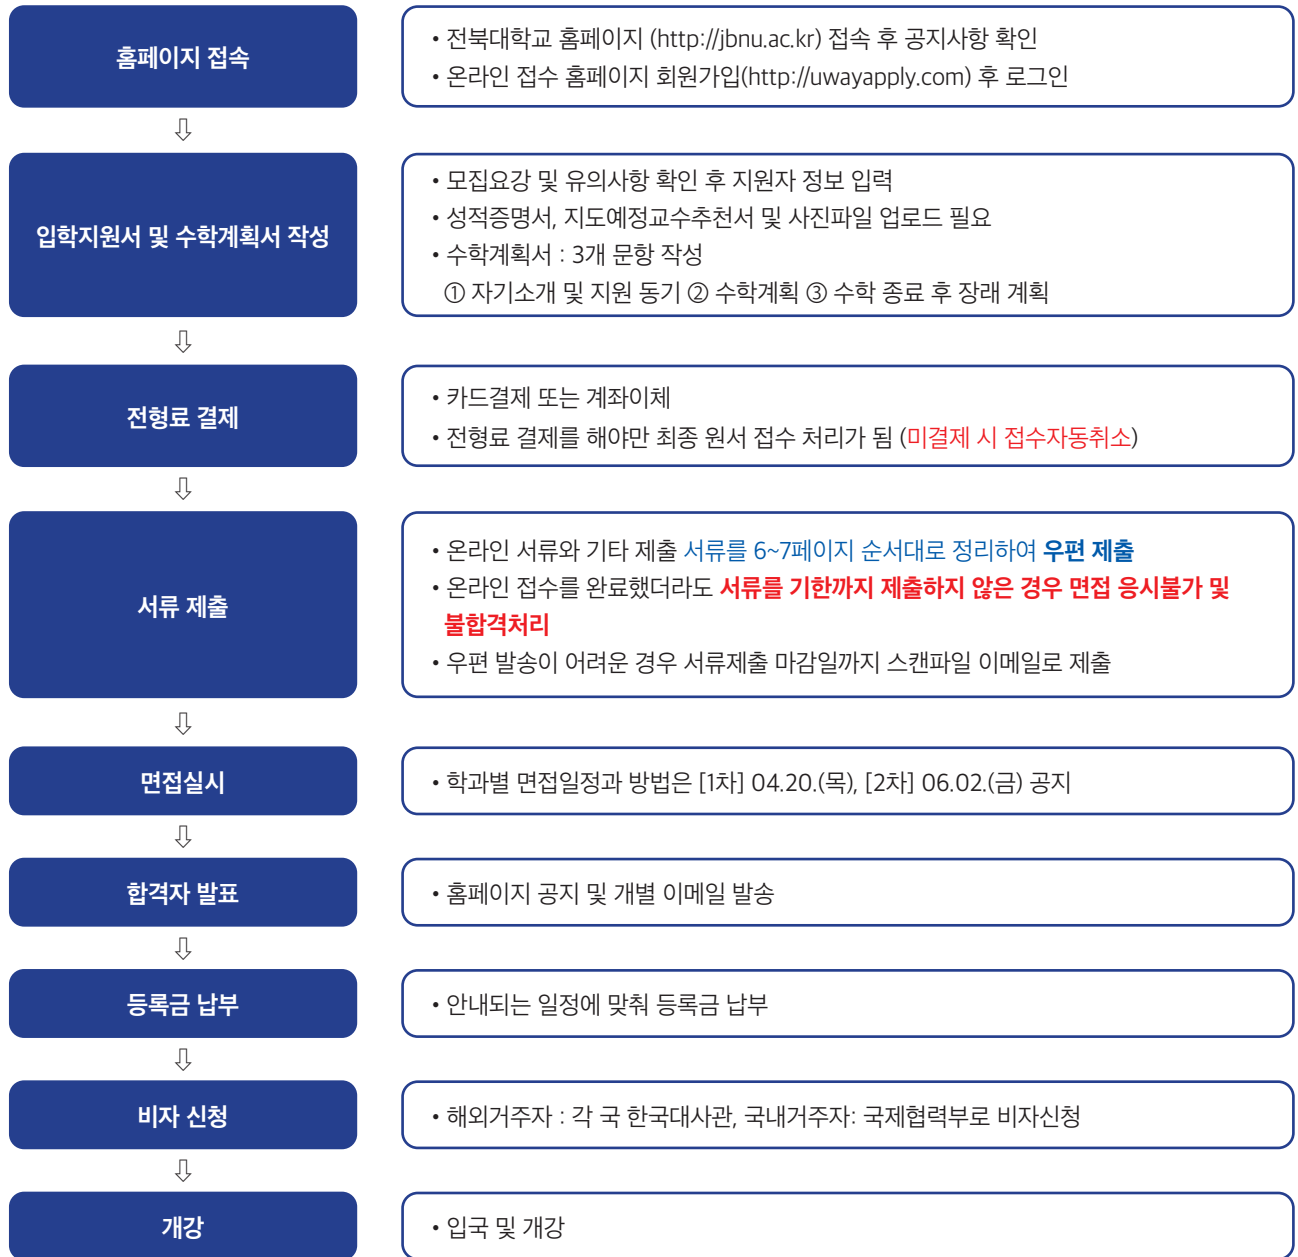 홈페이지 접속
• 전북대학교 홈페이지 (http://jbnu.ac.kr) 접속 후 공지사항 확인
• 온라인 접수 홈페이지 회원가입(http://uwayapply.com) 후 로그인
⇩
입학지원서 및 수학계획서 작성
• 모집요강 및 유의사항 확인 후 지원자 정보 입력
• 성적증명서, 지도예정교수추천서 및 사진파일 업로드 필요
• 수학계획서 : 3개 문항 작성
① 자기소개 및 지원 동기 ② 수학계획 ③ 수학 종료 후 장래 계획
⇩
전형료 결제
• 카드결제 또는 계좌이체
• 전형료 결제를 해야만 최종 원서 접수 처리가 됨 (미결제 시 접수자동취소)
⇩
서류 제출
• 온라인 서류와 기타 제출 서류를 6~7페이지 순서대로 정리하여 우편 제출
• 온라인 접수를 완료했더라도 서류를 기한까지 제출하지 않은 경우 면접 응시불가 및
불합격처리
• 우편 발송이 어려운 경우 서류제출 마감일까지 스캔파일 이메일로 제출
⇩
면접실시
• 학과별 면접일정과 방법은 [1차] 04.20.(목), [2차] 06.02.(금) 공지
⇩
합격자 발표
• 홈페이지 공지 및 개별 이메일 발송
⇩
등록금 납부
• 안내되는 일정에 맞춰 등록금 납부
⇩
비자 신청
• 해외거주자 : 각 국 한국대사관, 국내거주자: 국제협력부로 비자신청
⇩
개강
• 입국 및 개강